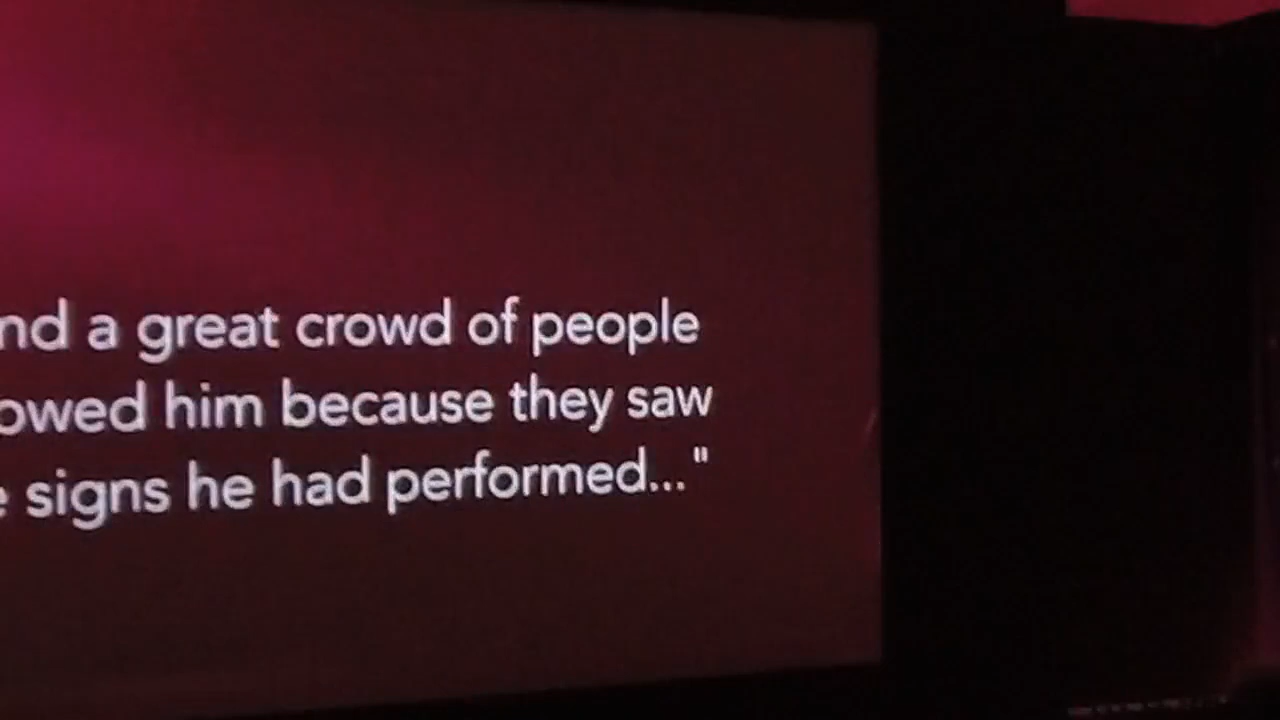 nd a great crowd of people
owed him because they saw
e signs he had performed..."